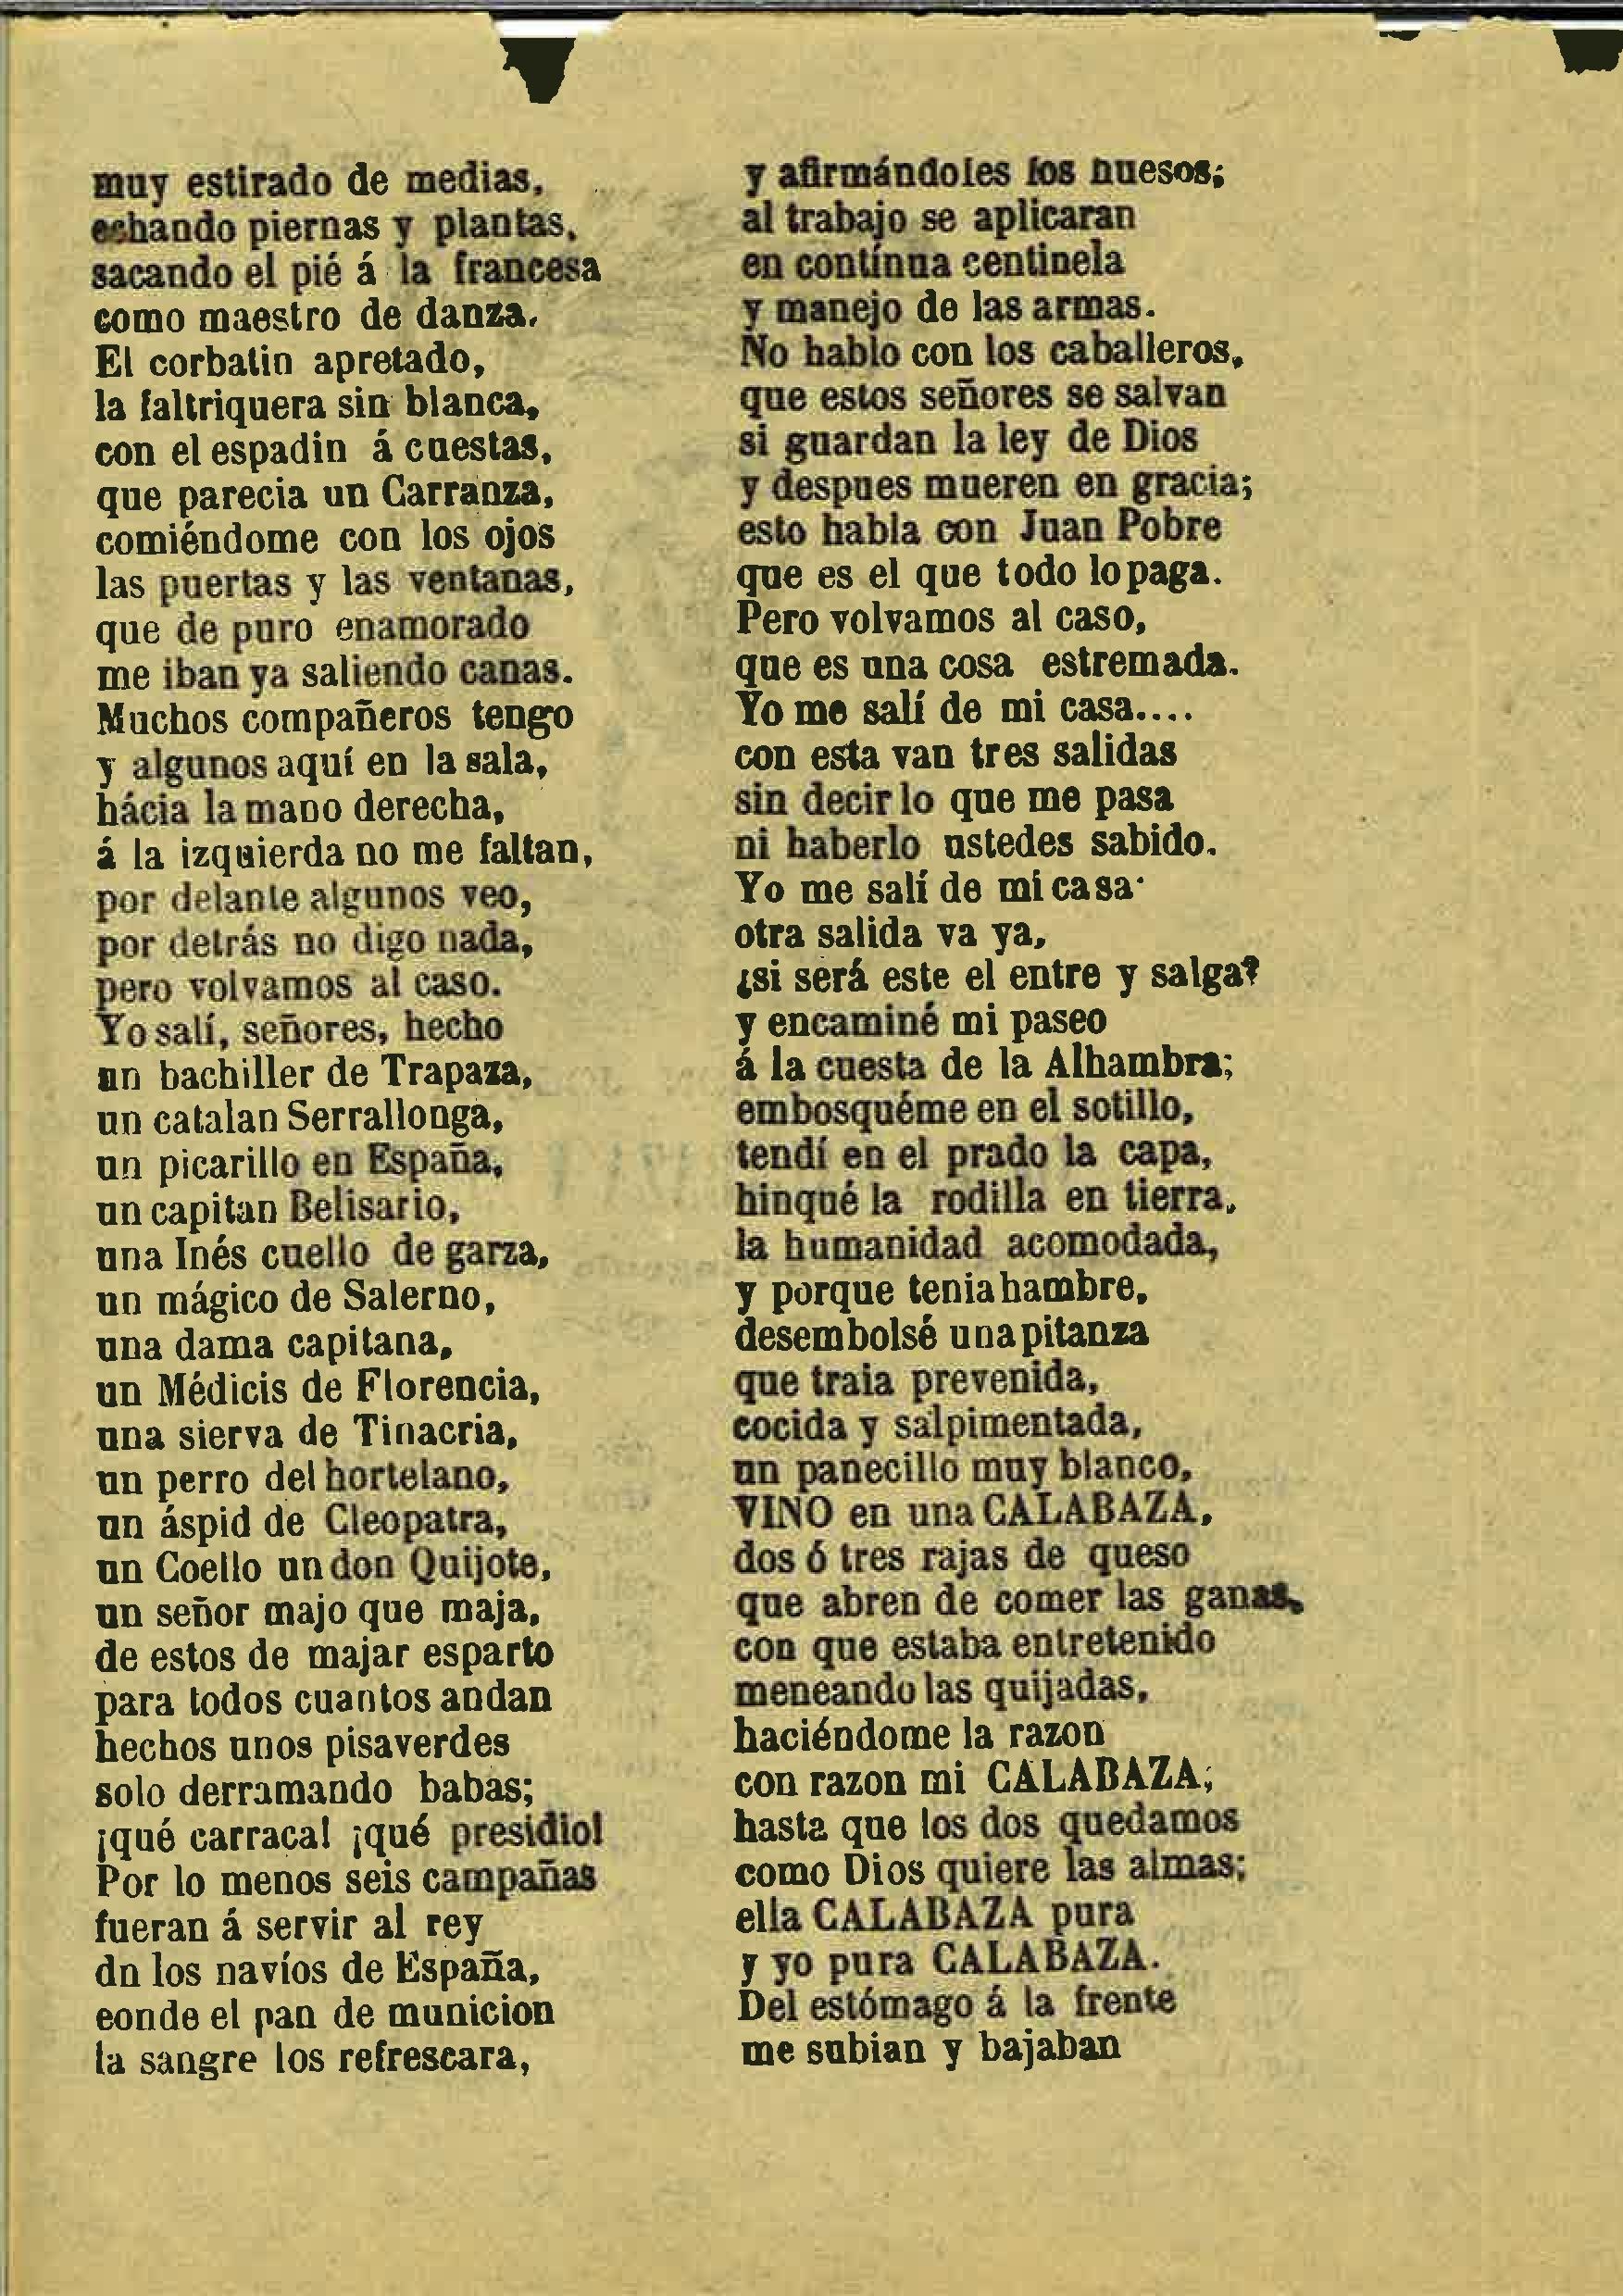 muy estirado de medias,
echando piernas y plantas,
sacando el pié á la francesa
como maestro de danza.
El corbatin apretado,
la faltriquera sin blanca,
con el espadin á cuestas,
que parecia un Carranza,
comiéndome con los ojos
las puertas y las ventanas,
que de puro enamorado
me iban ya saliendo canas.
Muchos compañeros tengo
y algunos aquí en la sala,
hácia la mano derecha,
á la izquierda no me faltan,
por delante algunos veo,
por detrás no digo nada,
pero volvamos al caso.
Yo salí, señores, hecho
un bachiller de Trapaza,
un catalan Serrallonga,
un picarillo en España,
un capitan Belisario,
una Inés cuello de garza,
un mágico de Salerno,
una dama capitana,
un Médicis de Florencia,
una sierva de Tinacria,
un perro del hortelano,
un áspid de Cleopatra,
un Coello un don Quijote,
un señor majo que maja,
de estos de majar esparto
para todos cuantos andan
hechos unos pisaverdes
solo derramando babas;
¡qué carraca! ¡qué presidio!
Por lo menos seis campañas
fueran á servir al rey
dn los navíos de España,
eonde el pan de municion
la sangre los refrescara,
y afirmándoles los huesos;
al trabajo se aplicaran
en contínua centinela
y manejo de las armas.
No hablo con los caballeros,
que estos señores se salvan
si guardan la ley de Dios
y despues mueren en gracia;
esto habla con Juan Pobre
que es el que todo lo paga.
Pero volvamos al caso,
que es una cosa estremada.
Yo me salí de mi casa....
con esta van tres salidas
sin decir lo que me pasa
ni haberlo ustedes sabido.
Yo me salí de mi casa·
otra salida va ya,
¿si será este el entre y salga?
y encaminé mi paseo
á la cuesta de la Alhambra;
embosquéme en el sotillo,
tendí en el prado la capa,
hinqué la rodilla en tierra,
la humanidad acomodada,
y porque tenia hambre,
desembolsé una pitanza
que traia prevenida,
cocida y salpimentada,
un panecillo muy blanco,
VINO en una CALABAZA,
dos ó tres rajas de queso
que abren de comer las ganas,
con que estaba entretenido
meneando las quijadas,
haciéndome la razon
con razon mi CALABAZA;
hasta que los dos quedamos
como Dios quiere las almas;
ella CALABAZA pura
y yo pura CALABAZA.
Del estómago á la frente
me subian y bajaban